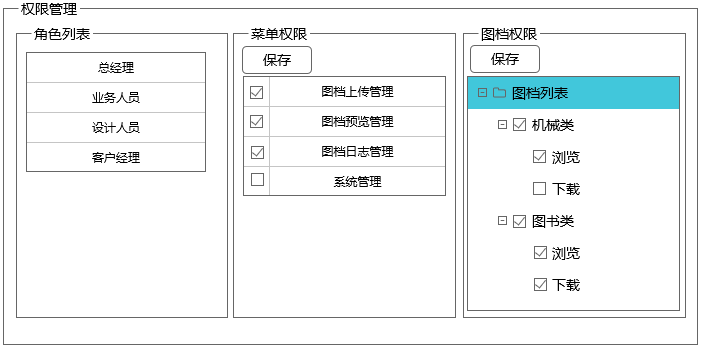 权限管理
角色列表
总经理
业务人员
设计人员
客户经理
菜单权限
保存
图档上传管理
图档预览管理
图档日志管理
系统管理
图档权限
保存
图档列表
机械类
浏览
下载
图书类
浏览
下载